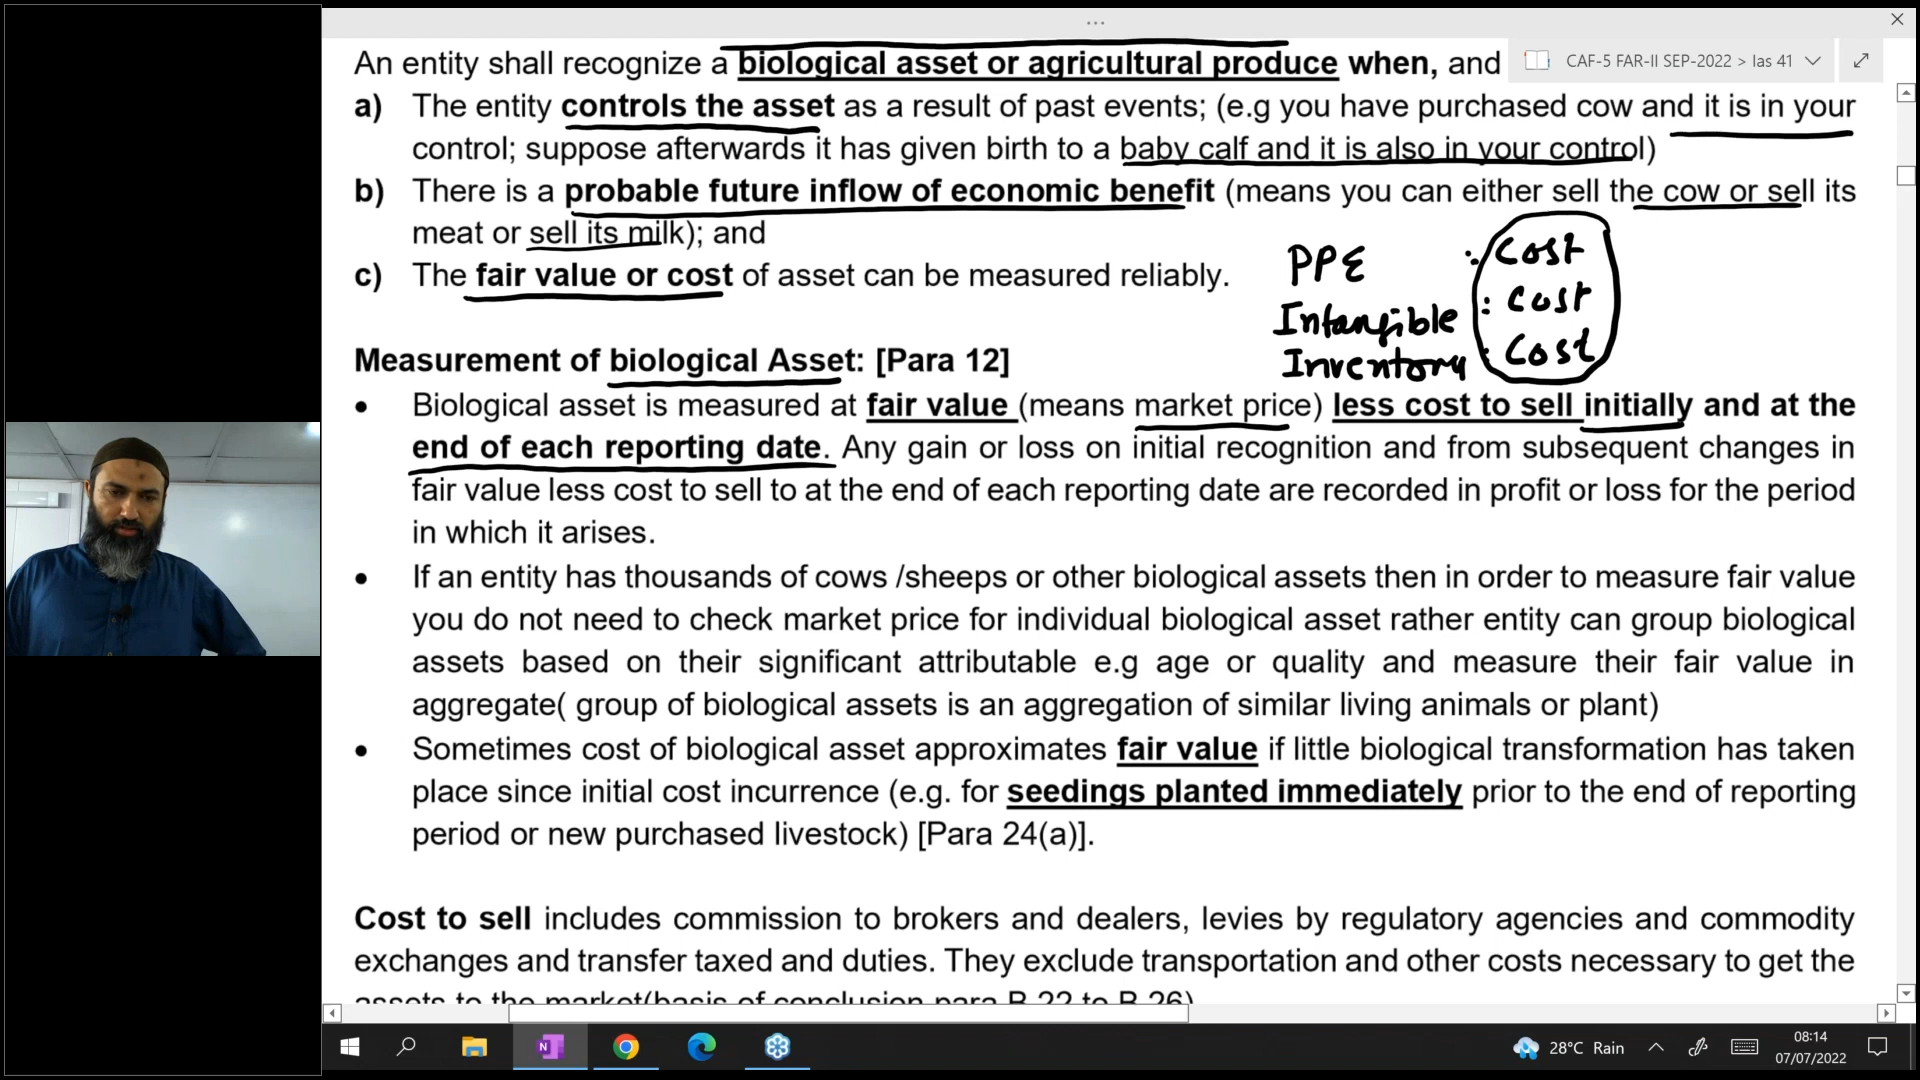 An entity shall recognize a biological asset or agricultural produce when, and
CAF-5 FAR-II SEP-2022 > Ias 41
a) The entity controls the asset as a result of past events; (e.g you have purchased cow and it is in your
control; suppose afterwards it has given birth to a baby calf and it is also in your control)
b) There is a probable future inflow of economic benefit (means you can either sell the cow or sell its
meat or sell its milk); and
c) The fair value or cost of asset can be measured reliably.
PPE : Cost
Intangible : Cost
Inventory : Cost
Measurement of biological Asset: [Para 12]
• Biological asset is measured at fair value (means market price) less cost to sell initially and at the
end of each reporting date. Any gain or loss on initial recognition and from subsequent changes in
fair value less cost to sell to at the end of each reporting date are recorded in profit or loss for the period
in which it arises.
• If an entity has thousands of cows /sheeps or other biological assets then in order to measure fair value
you do not need to check market price for individual biological asset rather entity can group biological
assets based on their significant attributable e.g age or quality and measure their fair value in
aggregate( group of biological assets is an aggregation of similar living animals or plant)
• Sometimes cost of biological asset approximates fair value if little biological transformation has taken
place since initial cost incurrence (e.g. for seedings planted immediately prior to the end of reporting
period or new purchased livestock) [Para 24(a)].
Cost to sell includes commission to brokers and dealers, levies by regulatory agencies and commodity
exchanges and transfer taxed and duties. They exclude transportation and other costs necessary to get the
assets to the market(basis of conclusion para B.22 to B.26)
28°C Rain
08:14
07/07/2022